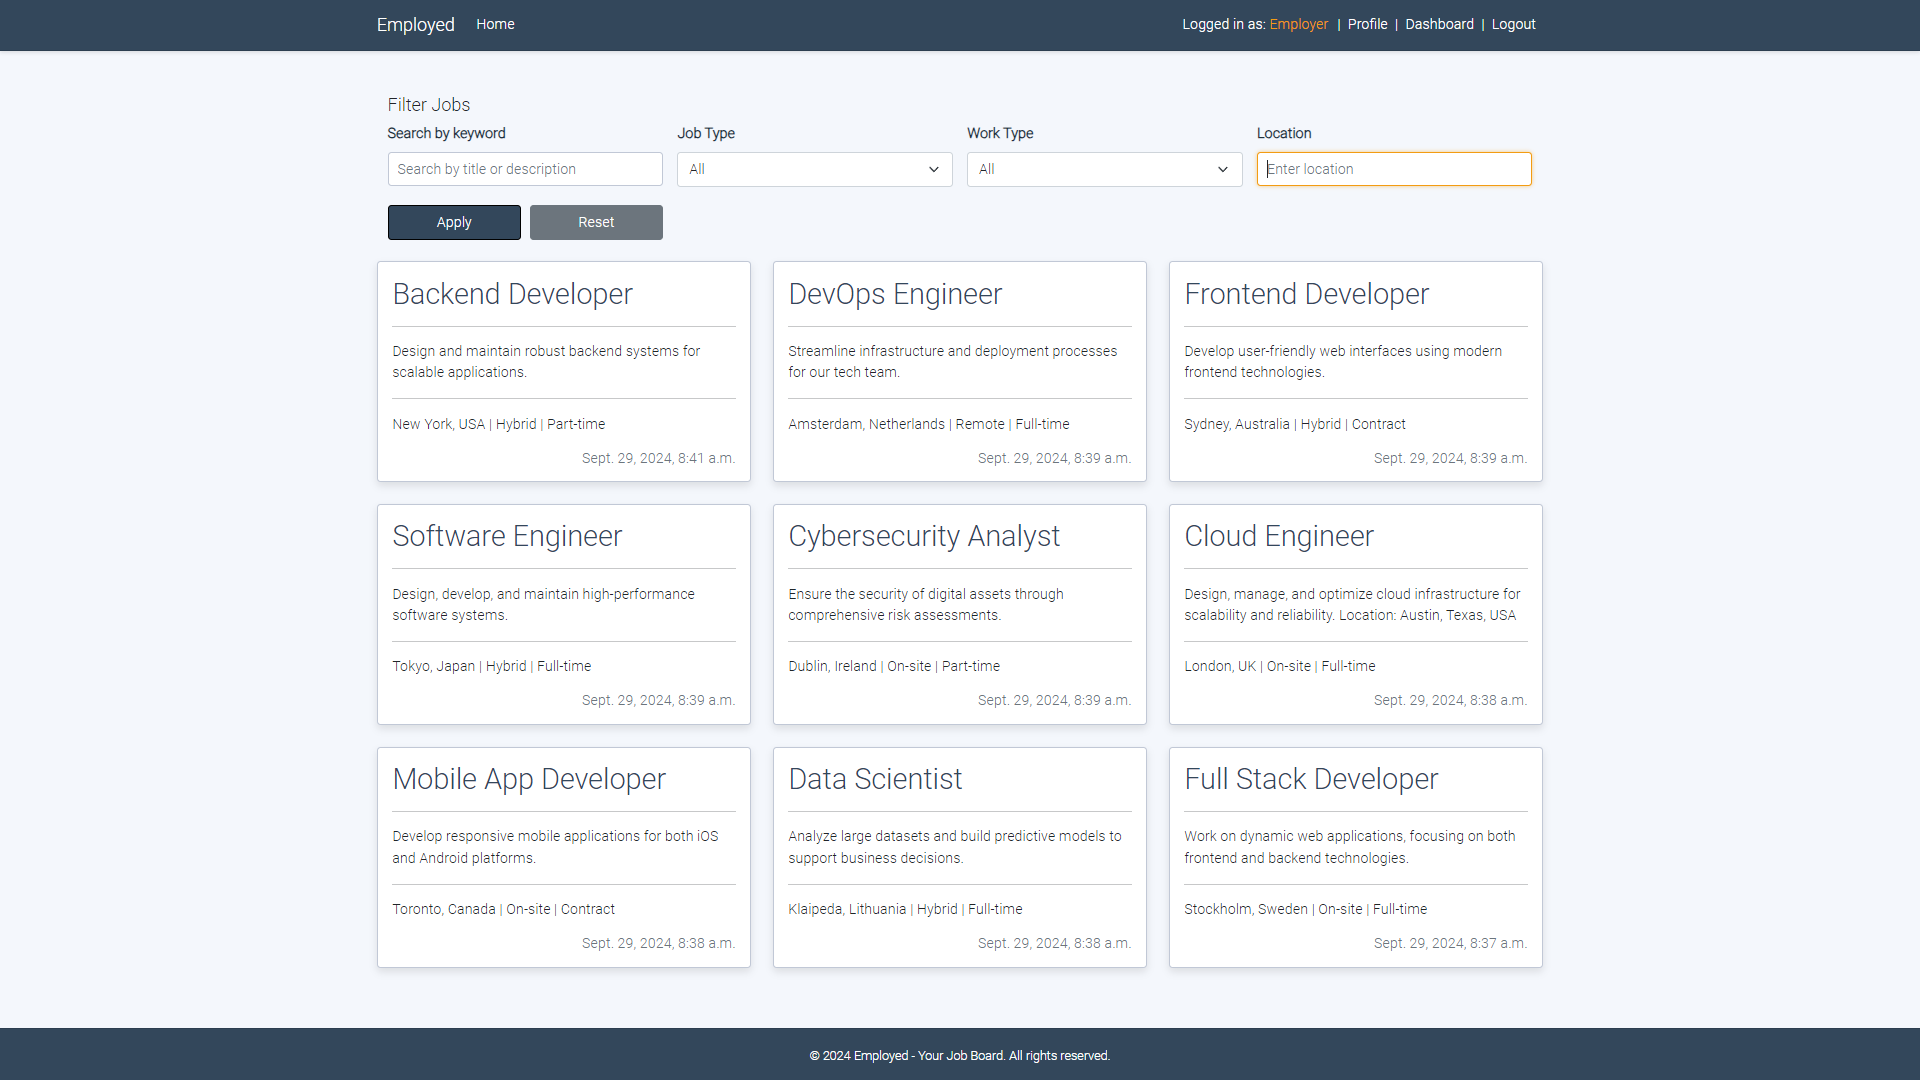 Employed Home Logged in as: Employer | Profile | Dashboard | Logout
Filter Jobs
Search by keyword Job Type Work Type Location
Search by title or description All All Enter location
Apply Reset
Backend Developer
Design and maintain robust backend systems for
scalable applications.
New York, USA | Hybrid | Part-time
Sept. 29, 2024, 8:41 a.m.
DevOps Engineer
Streamline infrastructure and deployment processes
for our tech team.
Amsterdam, Netherlands | Remote | Full-time
Sept. 29, 2024, 8:39 a.m.
Frontend Developer
Develop user-friendly web interfaces using modern
frontend technologies.
Sydney, Australia | Hybrid | Contract
Sept. 29, 2024, 8:39 a.m.
Software Engineer
Design, develop, and maintain high-performance
software systems.
Tokyo, Japan | Hybrid | Full-time
Sept. 29, 2024, 8:39 a.m.
Cybersecurity Analyst
Ensure the security of digital assets through
comprehensive risk assessments.
Dublin, Ireland | On-site | Part-time
Sept. 29, 2024, 8:39 a.m.
Cloud Engineer
Design, manage, and optimize cloud infrastructure for
scalability and reliability. Location: Austin, Texas, USA
London, UK | On-site | Full-time
Sept. 29, 2024, 8:38 a.m.
Mobile App Developer
Develop responsive mobile applications for both iOS
and Android platforms.
Toronto, Canada | On-site | Contract
Sept. 29, 2024, 8:38 a.m.
Data Scientist
Analyze large datasets and build predictive models to
support business decisions.
Klaipeda, Lithuania | Hybrid | Full-time
Sept. 29, 2024, 8:38 a.m.
Full Stack Developer
Work on dynamic web applications, focusing on both
frontend and backend technologies.
Stockholm, Sweden | On-site | Full-time
Sept. 29, 2024, 8:37 a.m.
© 2024 Employed - Your Job Board. All rights reserved.